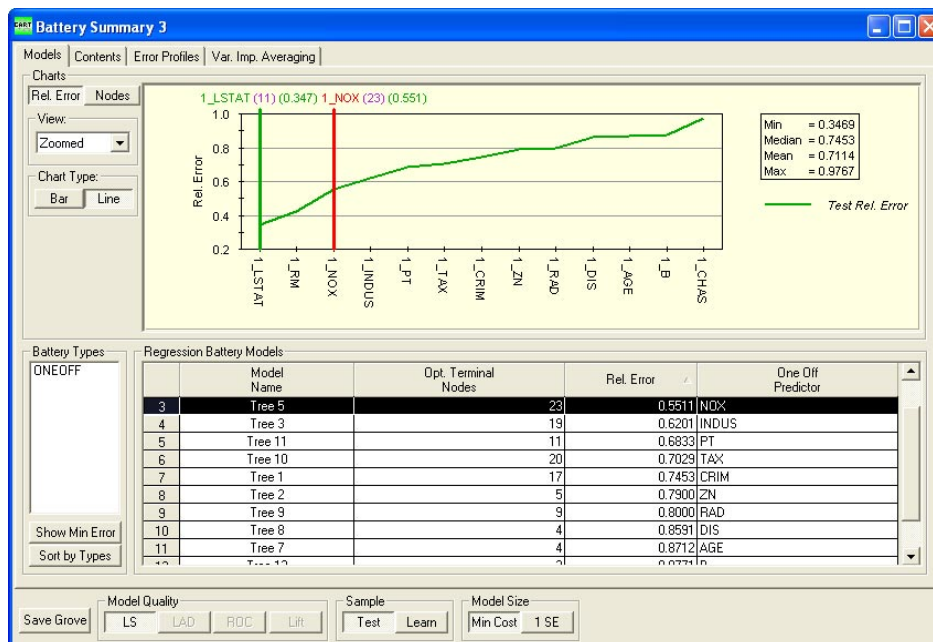 CART Battery Summary 3
Models Contents Error Profiles Var. Imp. Averaging
Charts
Rel. Error Nodes
View:
Zoomed
Chart Type:
Bar Line
1_LSTAT (11) (0.347) 1_NOX (23) (0.551)
Rel. Error
1.0
0.8
0.6
0.4
0.2
1_LSTAT
1_RM
1_NOX
1_INDUS
1_PT
1_TAX
1_CRIM
1_ZN
1_RAD
1_DIS
1_AGE
1_B
1_CHAS
Min = 0.3469
Median = 0.7453
Mean = 0.7114
Max = 0.9767
Test Rel. Error
Battery Types
ONEOFF
Show Min Error
Sort by Types
Regression Battery Models
Model Name Opt. Terminal Nodes Rel. Error One Off Predictor
3 Tree 5 23 0.5511 NOX
4 Tree 3 19 0.6201 INDUS
5 Tree 11 11 0.6833 PT
6 Tree 10 20 0.7029 TAX
7 Tree 1 17 0.7453 CRIM
8 Tree 2 5 0.7900 ZN
9 Tree 9 9 0.8000 RAD
10 Tree 8 4 0.8591 DIS
11 Tree 7 4 0.8712 AGE
Save Grove
Model Quality
LS LAD ROC Lift
Sample
Test Learn
Model Size
Min Cost 1 SE